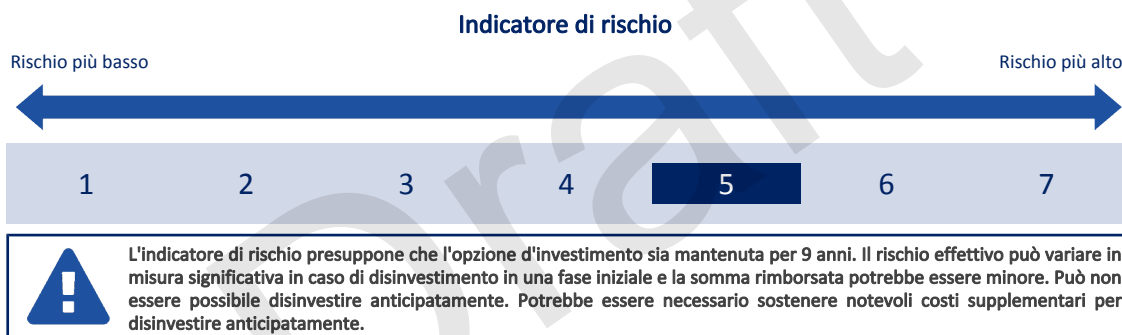 Indicatore di rischio
Rischio più basso
Rischio più alto
1 2 3 4 5 6 7
L'indicatore di rischio presuppone che l'opzione d'investimento sia mantenuta per 9 anni. Il rischio effettivo può variare in
misura significativa in caso di disinvestimento in una fase iniziale e la somma rimborsata potrebbe essere minore. Può non
essere possibile disinvestire anticipatamente. Potrebbe essere necessario sostenere notevoli costi supplementari per
disinvestire anticipatamente.
Draft